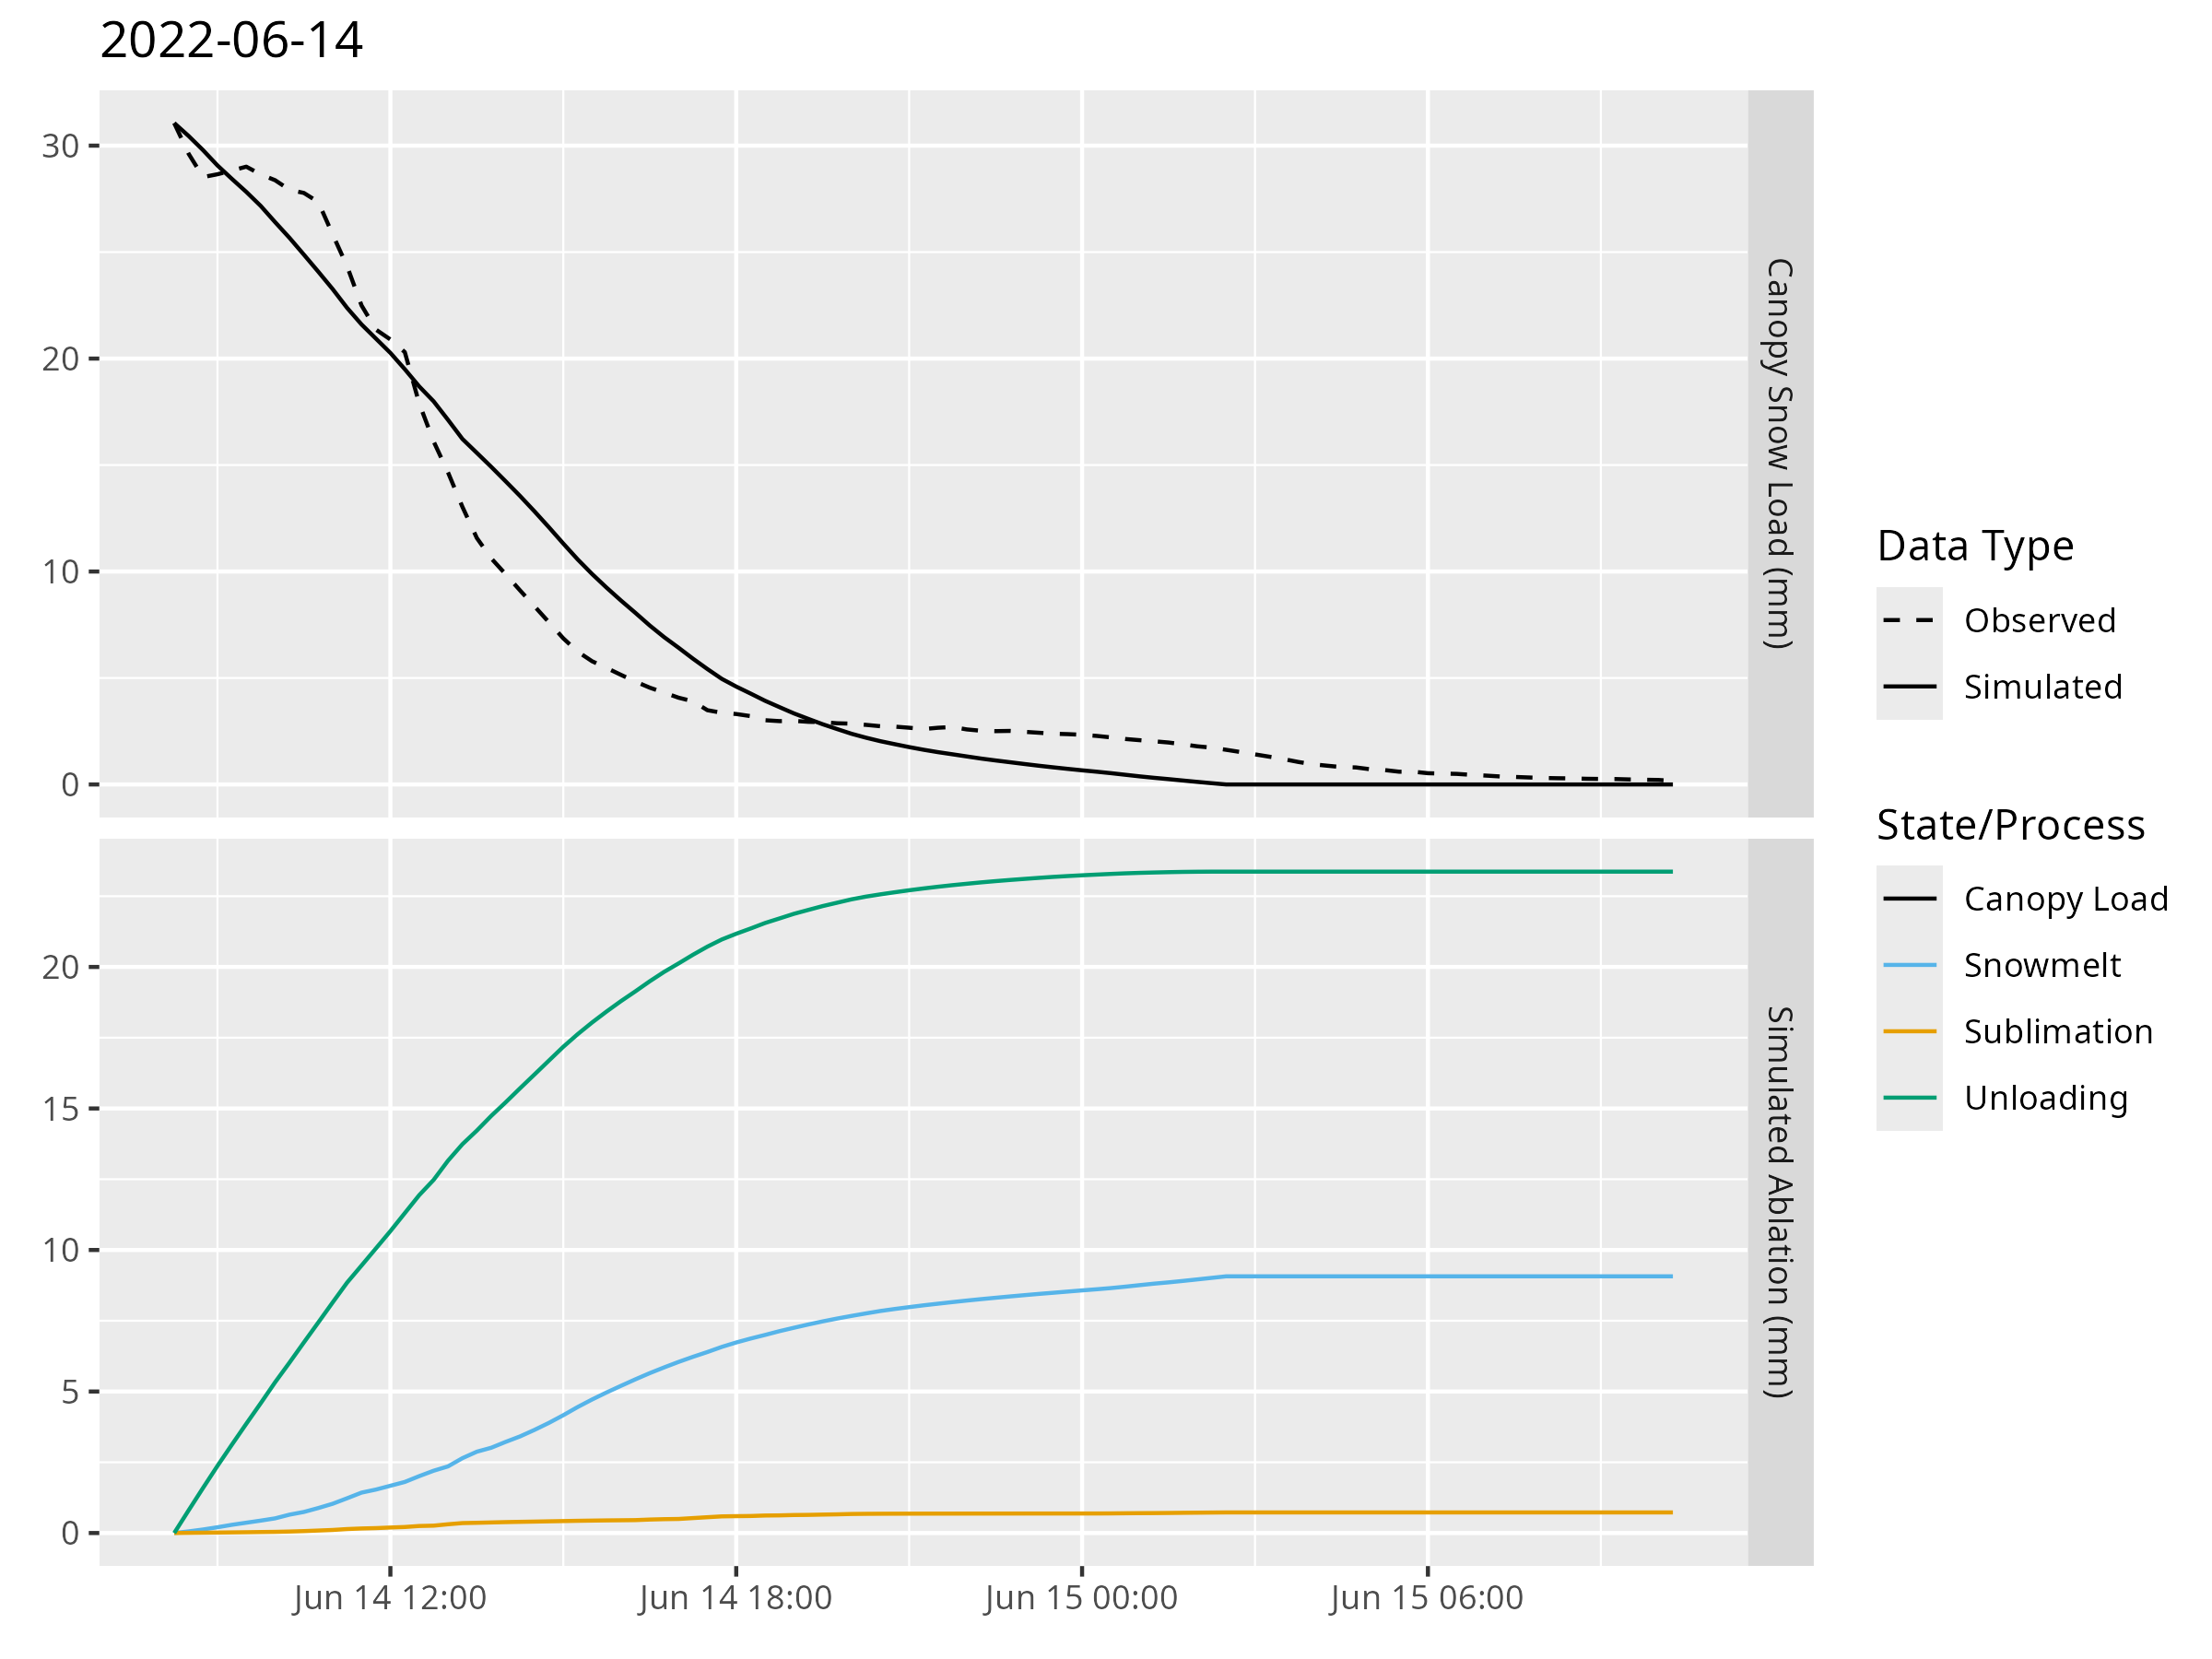 2022-06-14
30
20
10
0
Canopy Snow Load (mm)
20
15
10
5
0
Simulated Ablation (mm)
Jun 14 12:00
Jun 14 18:00
Jun 15 00:00
Jun 15 06:00
Data Type
Observed
Simulated
State/Process
Canopy Load
Snowmelt
Sublimation
Unloading